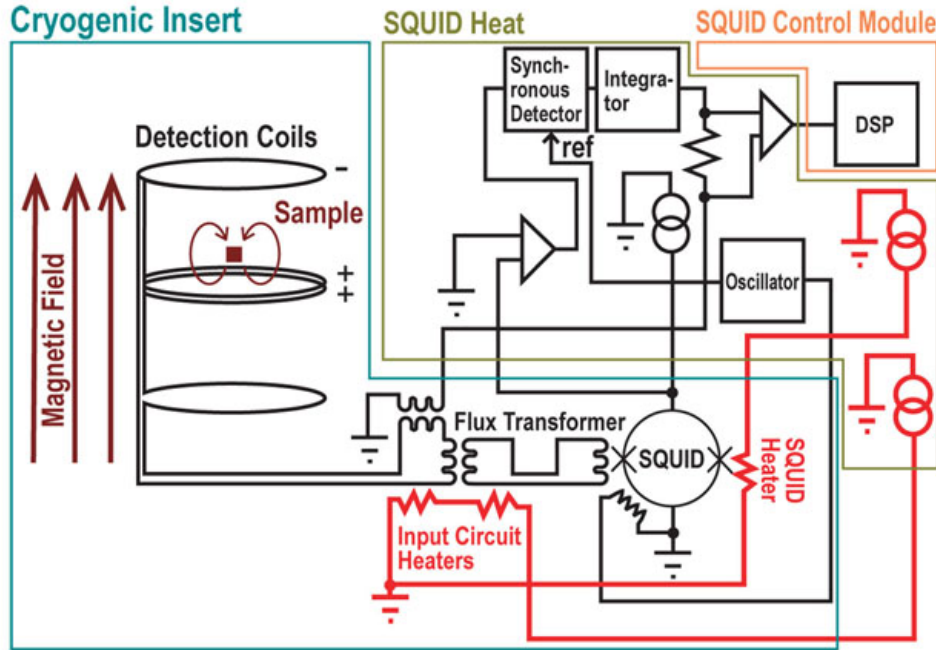 Cryogenic Insert
SQUID Heat
SQUID Control Module
Synch-
ronous
Detector
Integra-
tor
DSP
ref
Detection Coils
-
Sample
+
+
Magnetic Field
Oscillator
Flux Transformer
SQUID
SQUID
Heater
Input Circuit
Heaters